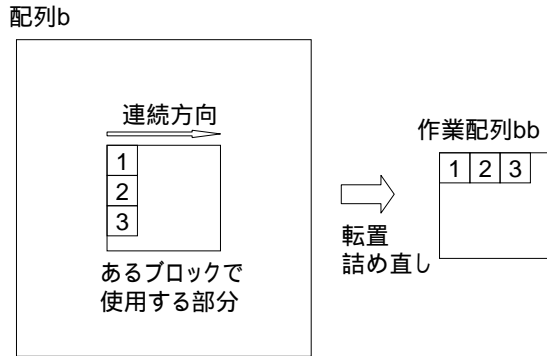 配列b
連続方向
1
2
3
あるブロックで
使用する部分
転置
詰め直し
作業配列bb
1 2 3